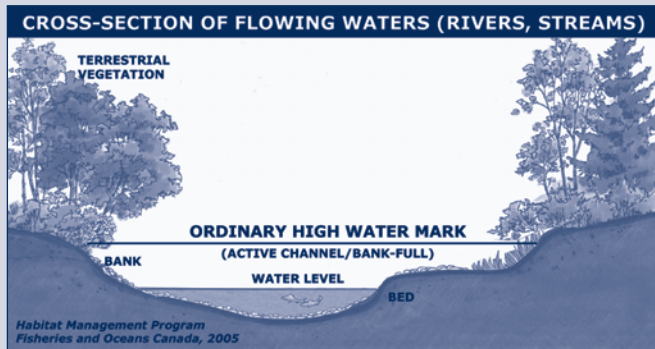 CROSS-SECTION OF FLOWING WATERS (RIVERS, STREAMS)
TERRESTRIAL
VEGETATION
ORDINARY HIGH WATER MARK
(ACTIVE CHANNEL/BANK-FULL)
BANK
WATER LEVEL
BED
Habitat Management Program
Fisheries and Oceans Canada, 2005